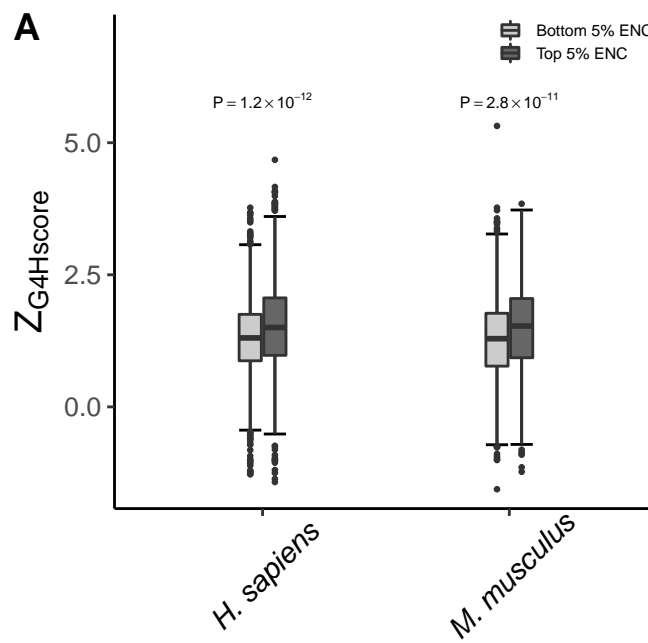 A
Bottom 5% ENC
Top 5% ENC
P = 1.2 × 10⁻¹²
P = 2.8 × 10⁻¹¹
5.0
2.5
0.0
Z_G4Hscore
H. sapiens
M. musculus